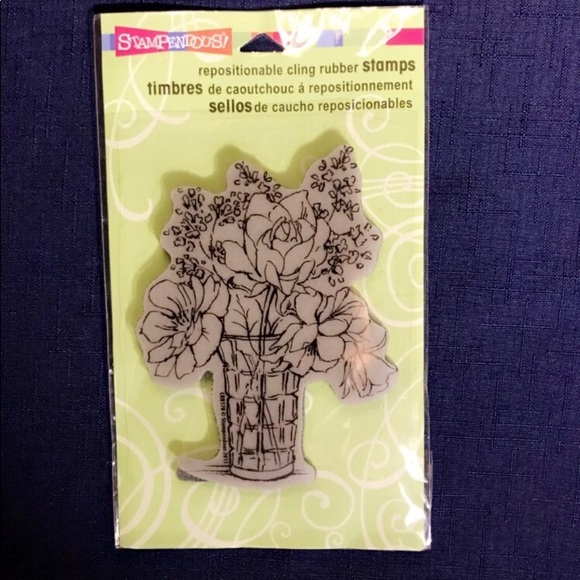 STAMPENDOUS!
repositionable cling rubber stamps
timbres de caoutchouc á repositionnement
sellos de caucho reposicionables